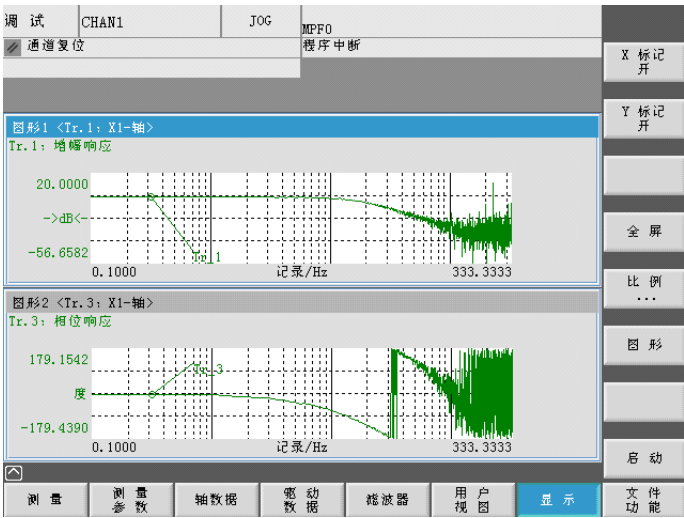 调 试 CHAN1 JOG MPF0
通道复位 程序中断
X 标记
开
Y 标记
开
图形1 <Tr.1: X1-轴>
Tr.1: 增幅响应
20.0000
->dB<-
-56.6582
Tr_1
0.1000 记录/Hz 333.3333
全 屏
比 例
...
图形2 <Tr.3: X1-轴>
Tr.3: 相位响应
179.1542
Tr_3
度
-179.4390
0.1000 记录/Hz 333.3333
图 形
启 动
测 量
测 量
参 数
轴数据
驱 动
数 据
滤波器
用 户
视 图
显 示
文 件
功 能